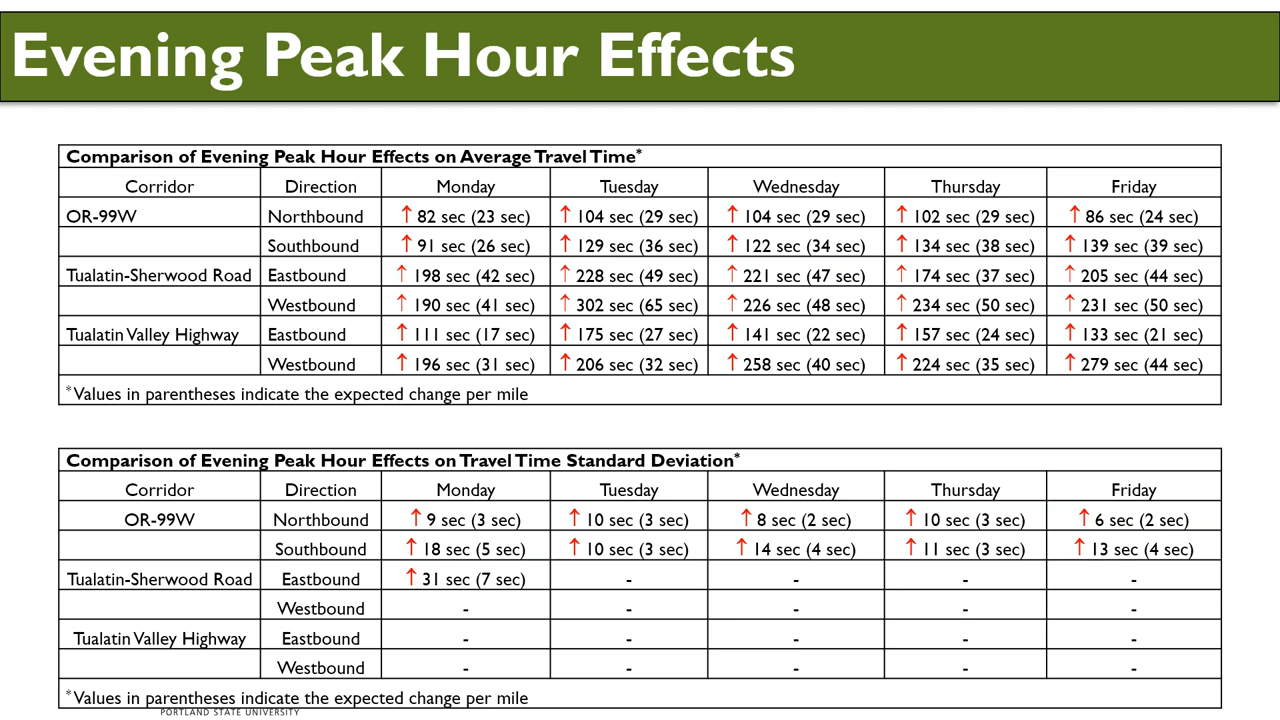 Evening Peak Hour Effects
Comparison of Evening Peak Hour Effects on Average Travel Time*
Corridor Direction Monday Tuesday Wednesday Thursday Friday
OR-99W Northbound ↑ 82 sec (23 sec) ↑ 104 sec (29 sec) ↑ 104 sec (29 sec) ↑ 102 sec (29 sec) ↑ 86 sec (24 sec)
Southbound ↑ 91 sec (26 sec) ↑ 129 sec (36 sec) ↑ 122 sec (34 sec) ↑ 134 sec (38 sec) ↑ 139 sec (39 sec)
Tualatin-Sherwood Road Eastbound ↑ 198 sec (42 sec) ↑ 228 sec (49 sec) ↑ 221 sec (47 sec) ↑ 174 sec (37 sec) ↑ 205 sec (44 sec)
Westbound ↑ 190 sec (41 sec) ↑ 302 sec (65 sec) ↑ 226 sec (48 sec) ↑ 234 sec (50 sec) ↑ 231 sec (50 sec)
Tualatin Valley Highway Eastbound ↑ 111 sec (17 sec) ↑ 175 sec (27 sec) ↑ 141 sec (22 sec) ↑ 157 sec (24 sec) ↑ 133 sec (21 sec)
Westbound ↑ 196 sec (31 sec) ↑ 206 sec (32 sec) ↑ 258 sec (40 sec) ↑ 224 sec (35 sec) ↑ 279 sec (44 sec)
*Values in parentheses indicate the expected change per mile
Comparison of Evening Peak Hour Effects on Travel Time Standard Deviation*
Corridor Direction Monday Tuesday Wednesday Thursday Friday
OR-99W Northbound ↑ 9 sec (3 sec) ↑ 10 sec (3 sec) ↑ 8 sec (2 sec) ↑ 10 sec (3 sec) ↑ 6 sec (2 sec)
Southbound ↑ 18 sec (5 sec) ↑ 10 sec (3 sec) ↑ 14 sec (4 sec) ↑ 11 sec (3 sec) ↑ 13 sec (4 sec)
Tualatin-Sherwood Road Eastbound ↑ 31 sec (7 sec) - - - -
Westbound - - - - -
Tualatin Valley Highway Eastbound - - - - -
Westbound - - - - -
*Values in parentheses indicate the expected change per mile
PORTLAND STATE UNIVERSITY